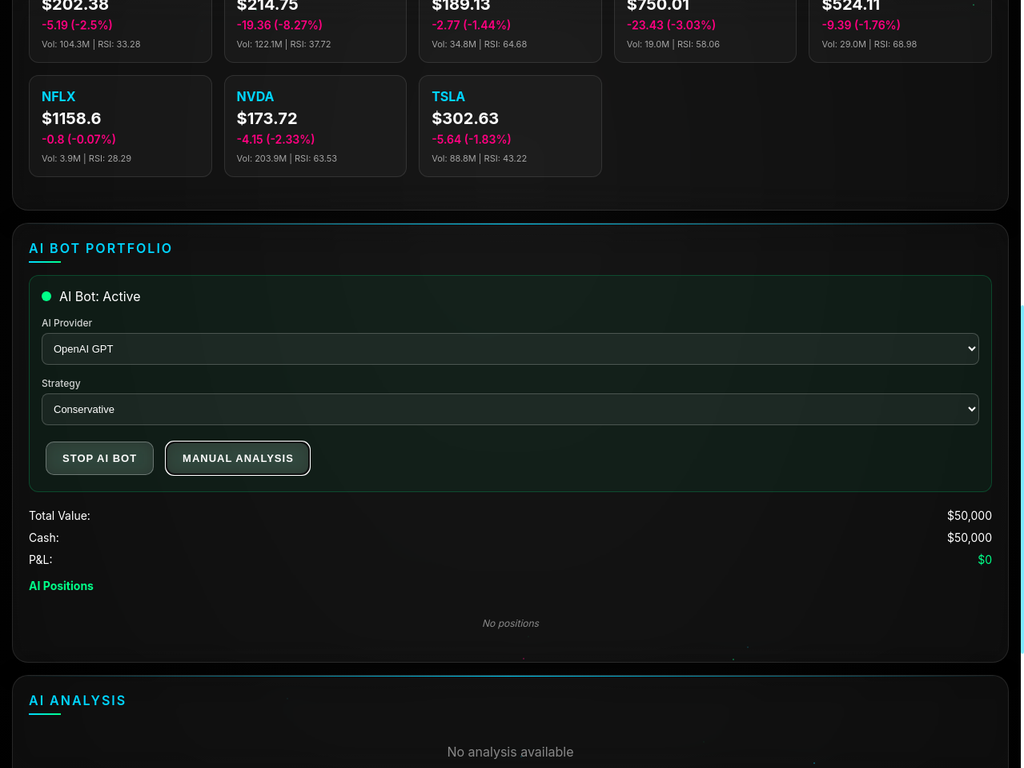 $202.38 $214.75 $189.13 $750.01 $524.11
-5.19 (-2.5%) -19.36 (-8.27%) -2.77 (-1.44%) -23.43 (-3.03%) -9.39 (-1.76%)
Vol: 104.3M | RSI: 33.28 Vol: 122.1M | RSI: 37.72 Vol: 34.8M | RSI: 64.68 Vol: 19.0M | RSI: 58.06 Vol: 29.0M | RSI: 68.98
NFLX NVDA TSLA
$1158.6 $173.72 $302.63
-0.8 (-0.07%) -4.15 (-2.33%) -5.64 (-1.83%)
Vol: 3.9M | RSI: 28.29 Vol: 203.9M | RSI: 63.53 Vol: 88.8M | RSI: 43.22
AI BOT PORTFOLIO
AI Bot: Active
AI Provider
OpenAI GPT
Strategy
Conservative
STOP AI BOT MANUAL ANALYSIS
Total Value: $50,000
Cash: $50,000
P&L: $0
AI Positions
No positions
AI ANALYSIS
No analysis available